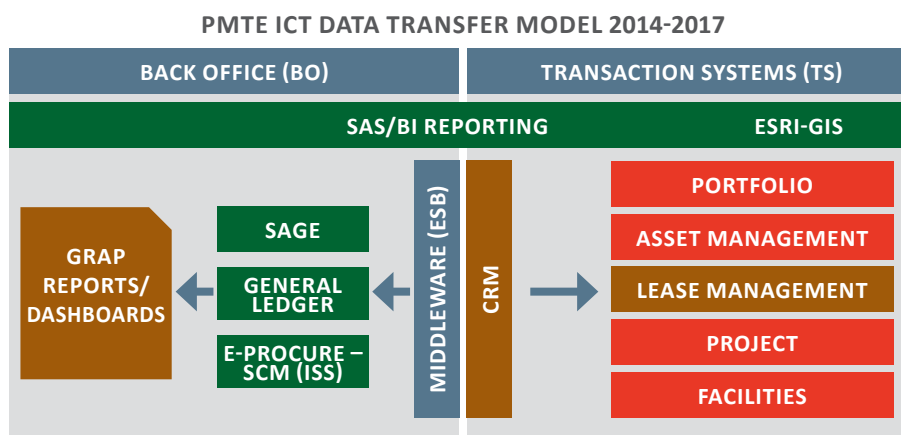 PMTE ICT DATA TRANSFER MODEL 2014-2017
BACK OFFICE (BO)
TRANSACTION SYSTEMS (TS)
SAS/BI REPORTING
ESRI-GIS
GRAP
REPORTS/
DASHBOARDS
SAGE
GENERAL
LEDGER
E-PROCURE –
SCM (ISS)
MIDDLEWARE (ESB)
CRM
PORTFOLIO
ASSET MANAGEMENT
LEASE MANAGEMENT
PROJECT
FACILITIES